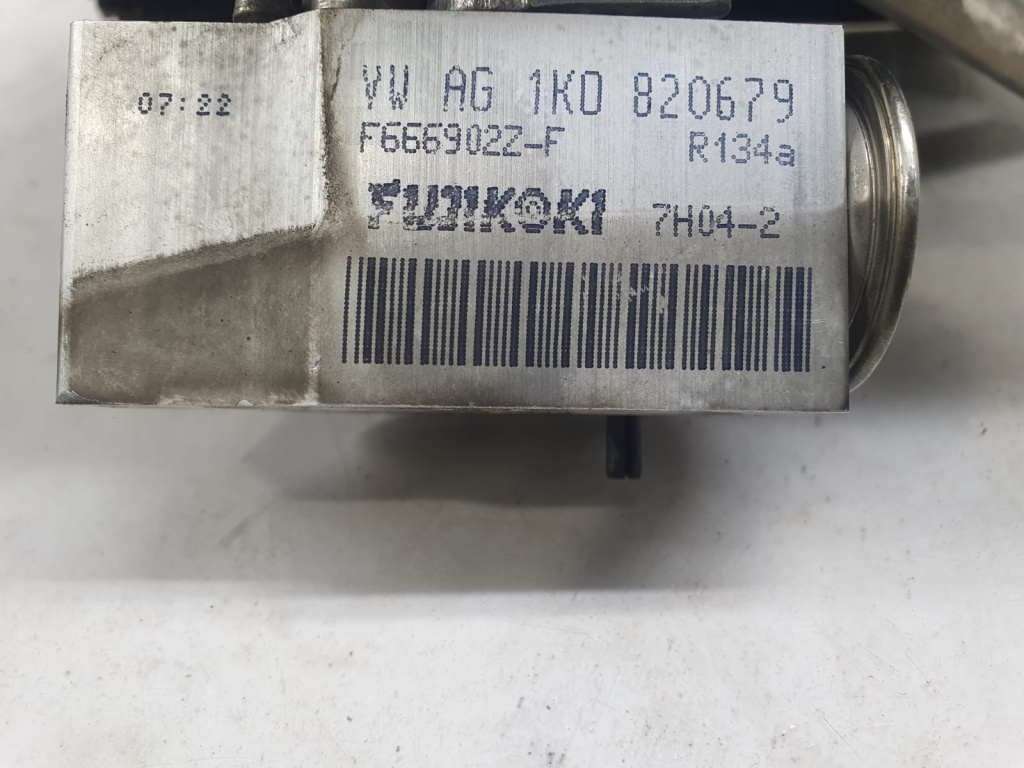 07:22
VW AG 1K0 820679
F666902Z-F R134a
FUJIKOKI 7H04-2